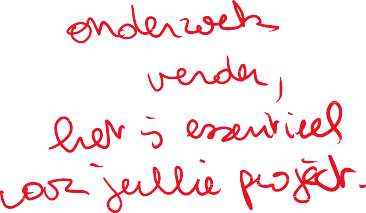 onderzoek
verder,
het is essentieel
voor jullie project.